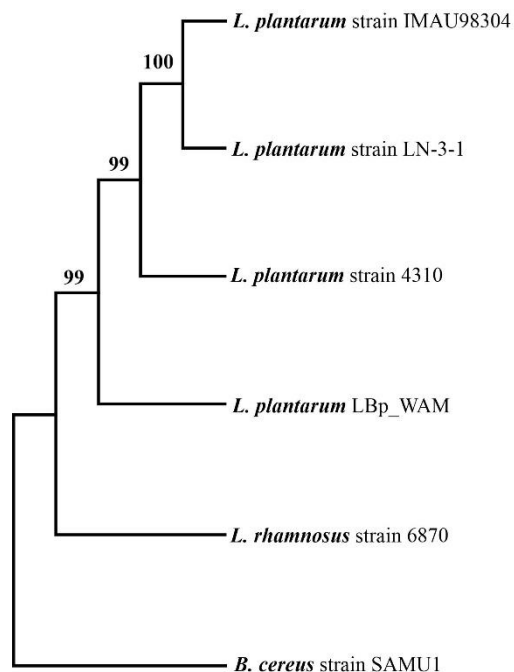 L. plantarum strain IMAU98304
100
L. plantarum strain LN-3-1
99
L. plantarum strain 4310
99
L. plantarum LBp_WAM
L. rhamnosus strain 6870
B. cereus strain SAMU1